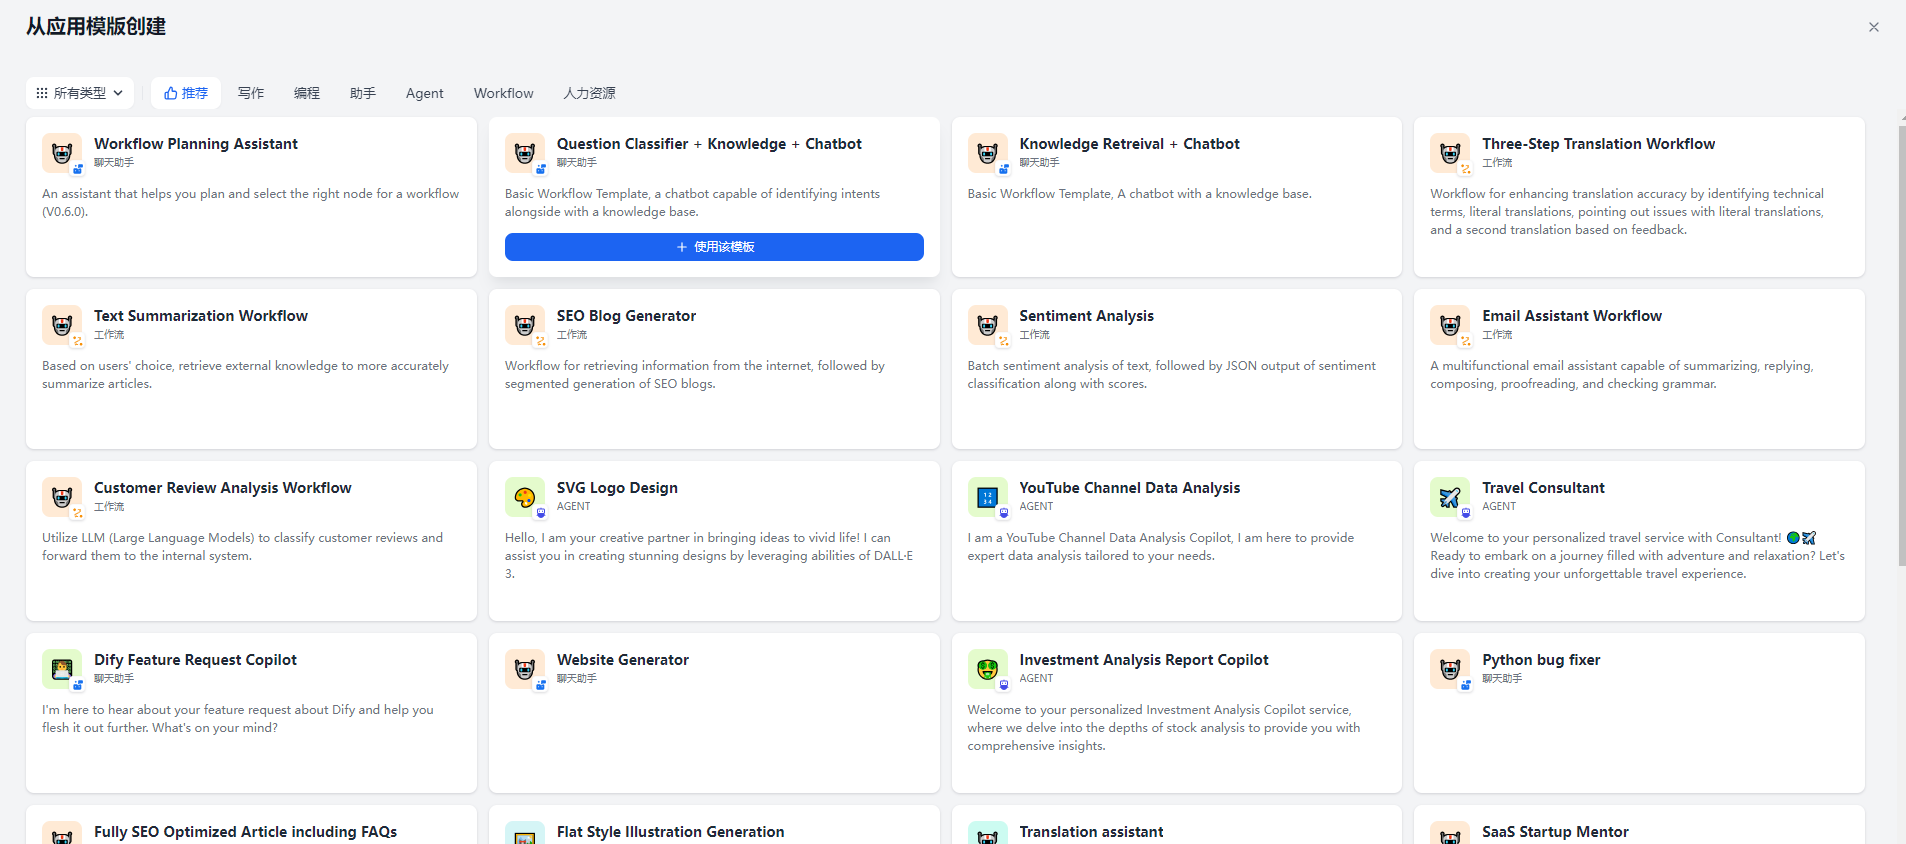 从应用模版创建
所有类型
推荐
写作
编程
助手
Agent
Workflow
人力资源
Workflow Planning Assistant
聊天助手
An assistant that helps you plan and select the right node for a workflow
(V0.6.0).
Question Classifier + Knowledge + Chatbot
聊天助手
Basic Workflow Template, a chatbot capable of identifying intents
alongside with a knowledge base.
使用该模板
Knowledge Retreival + Chatbot
聊天助手
Basic Workflow Template, A chatbot with a knowledge base.
Three-Step Translation Workflow
工作流
Workflow for enhancing translation accuracy by identifying technical
terms, literal translations, pointing out issues with literal translations,
and a second translation based on feedback.
Text Summarization Workflow
工作流
Based on users' choice, retrieve external knowledge to more accurately
summarize articles.
SEO Blog Generator
工作流
Workflow for retrieving information from the internet, followed by
segmented generation of SEO blogs.
Sentiment Analysis
工作流
Batch sentiment analysis of text, followed by JSON output of sentiment
classification along with scores.
Email Assistant Workflow
工作流
A multifunctional email assistant capable of summarizing, replying,
composing, proofreading, and checking grammar.
Customer Review Analysis Workflow
工作流
Utilize LLM (Large Language Models) to classify customer reviews and
forward them to the internal system.
SVG Logo Design
AGENT
Hello, I am your creative partner in bringing ideas to vivid life! I can
assist you in creating stunning designs by leveraging abilities of DALL·E
3.
YouTube Channel Data Analysis
AGENT
I am a YouTube Channel Data Analysis Copilot, I am here to provide
expert data analysis tailored to your needs.
Travel Consultant
AGENT
Welcome to your personalized travel service with Consultant! 🌍✈️
Ready to embark on a journey filled with adventure and relaxation? Let's
dive into creating your unforgettable travel experience.
Dify Feature Request Copilot
聊天助手
I'm here to hear about your feature request about Dify and help you
flesh it out further. What's on your mind?
Website Generator
聊天助手
Investment Analysis Report Copilot
AGENT
Welcome to your personalized Investment Analysis Copilot service,
where we delve into the depths of stock analysis to provide you with
comprehensive insights.
Python bug fixer
聊天助手
Fully SEO Optimized Article including FAQs
Flat Style Illustration Generation
Translation assistant
SaaS Startup Mentor